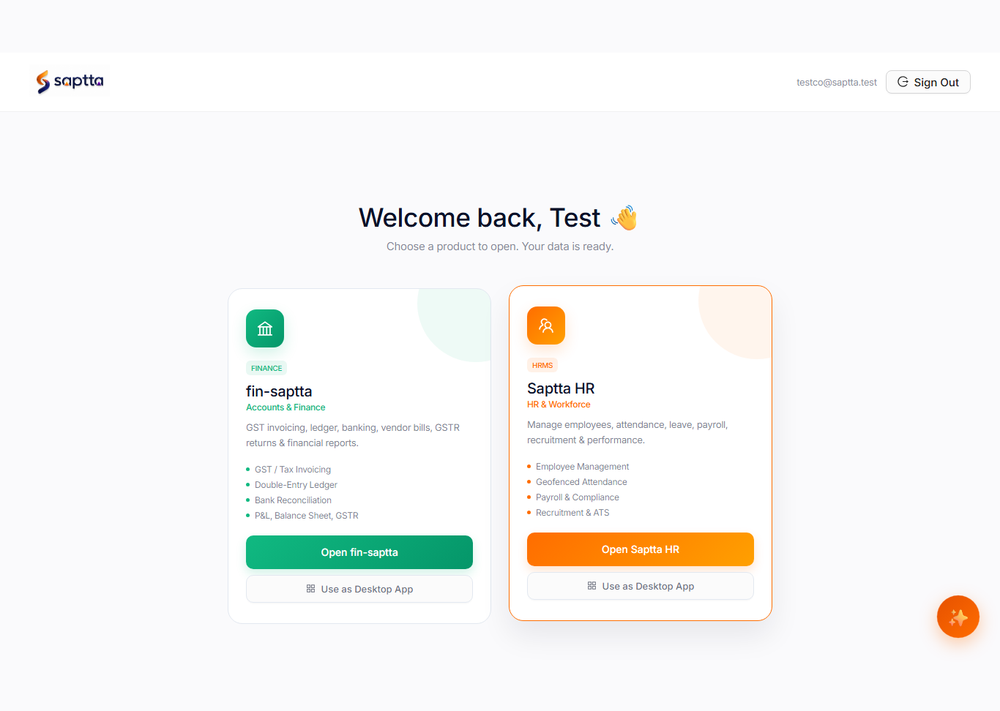 saptta
testco@saptta.test
Sign Out
Welcome back, Test 👋
Choose a product to open. Your data is ready.
FINANCE
fin-saptta
Accounts & Finance
GST invoicing, ledger, banking, vendor bills, GSTR
returns & financial reports.
GST / Tax Invoicing
Double-Entry Ledger
Bank Reconciliation
P&L, Balance Sheet, GSTR
Open fin-saptta
Use as Desktop App
HRMS
Saptta HR
HR & Workforce
Manage employees, attendance, leave, payroll,
recruitment & performance.
Employee Management
Geofenced Attendance
Payroll & Compliance
Recruitment & ATS
Open Saptta HR
Use as Desktop App